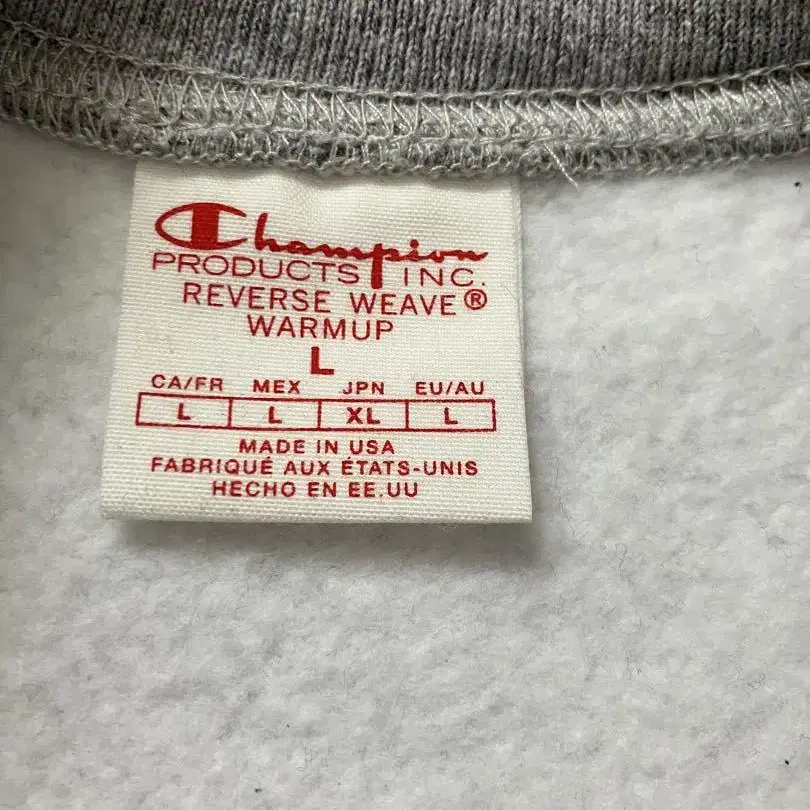 Champion
PRODUCTS INC.
REVERSE WEAVE®
WARMUP
L
CA/FR MEX JPN EU/AU
L L XL L
MADE IN USA
FABRIQUÉ AUX ÉTATS-UNIS
HECHO EN EE.UU